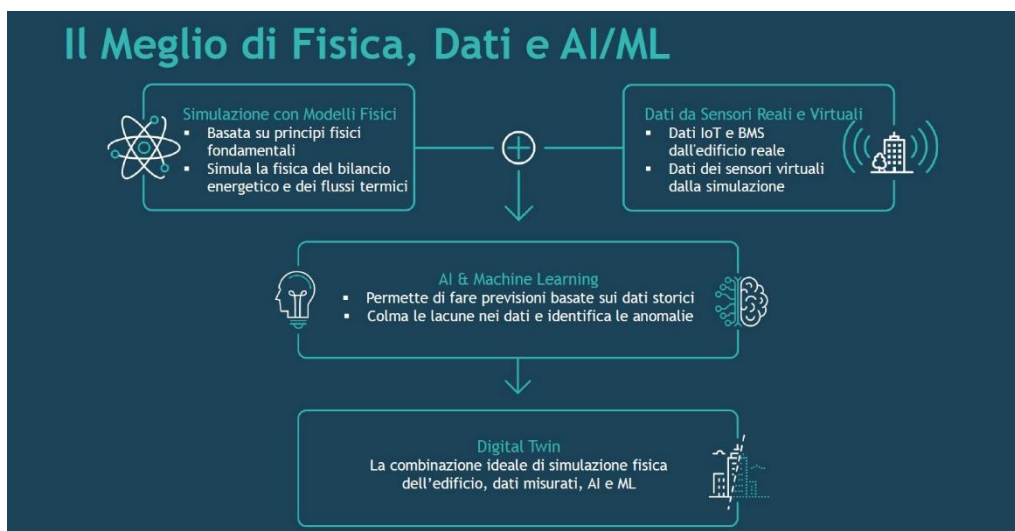 Il Meglio di Fisica, Dati e AI/ML
Simulazione con Modelli Fisici
▪ Basata su principi fisici
fondamentali
▪ Simula la fisica del bilancio
energetico e dei flussi termici
Dati da Sensori Reali e Virtuali
▪ Dati IoT e BMS
dall'edificio reale
▪ Dati dei sensori virtuali
dalla simulazione
AI & Machine Learning
▪ Permette di fare previsioni basate sui dati storici
▪ Colma le lacune nei dati e identifica le anomalie
Digital Twin
La combinazione ideale di simulazione fisica
dell’edificio, dati misurati, AI e ML